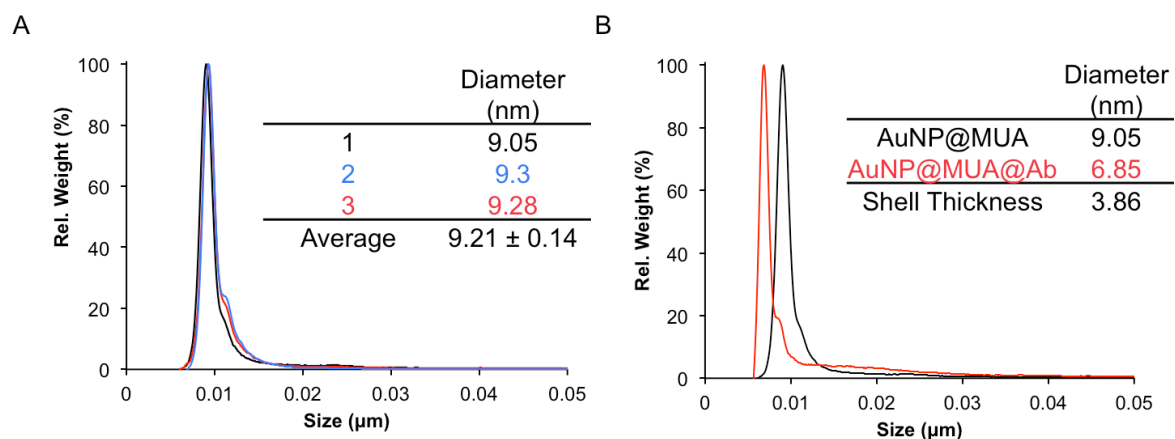 A
Rel. Weight (%)
100
80
60
40
20
0
0 0.01 0.02 0.03 0.04 0.05
Size (µm)
Diameter
(nm)
1 9.05
2 9.3
3 9.28
Average 9.21 ± 0.14
B
Rel. Weight (%)
100
80
60
40
20
0
0 0.01 0.02 0.03 0.04 0.05
Size (µm)
Diameter
(nm)
AuNP@MUA 9.05
AuNP@MUA@Ab 6.85
Shell Thickness 3.86